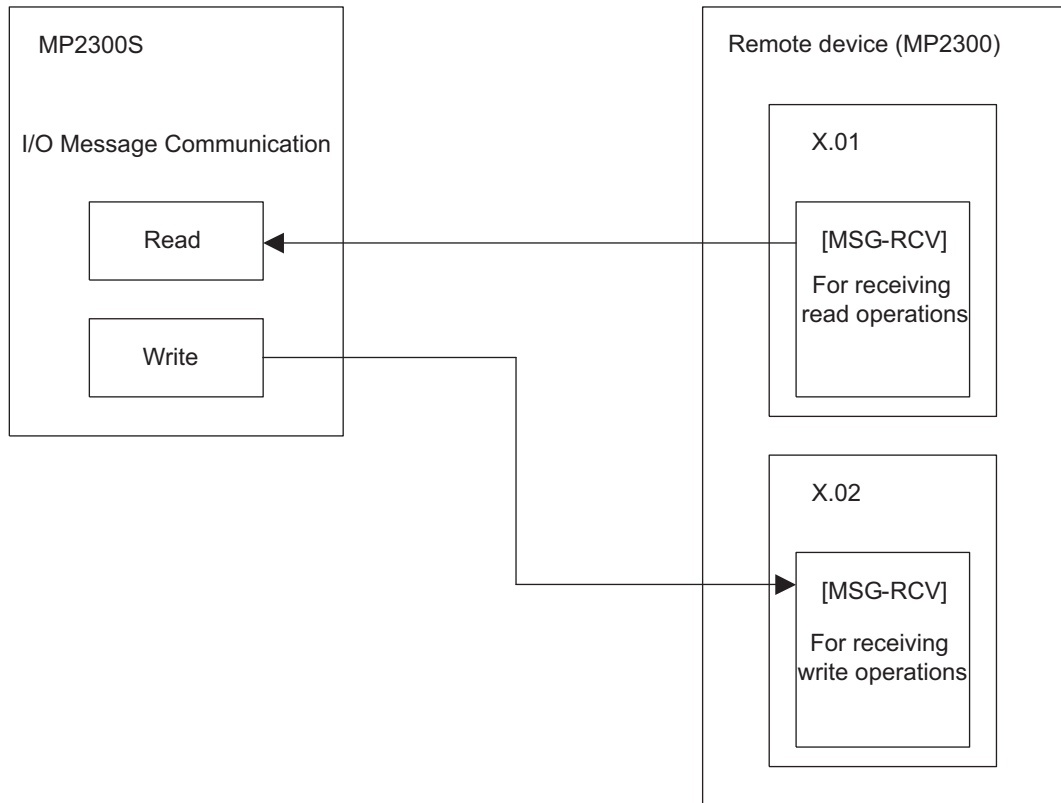 MP2300S
I/O Message Communication
Read
Write
Remote device (MP2300)
X.01
[MSG-RCV]
For receiving
read operations
X.02
[MSG-RCV]
For receiving
write operations